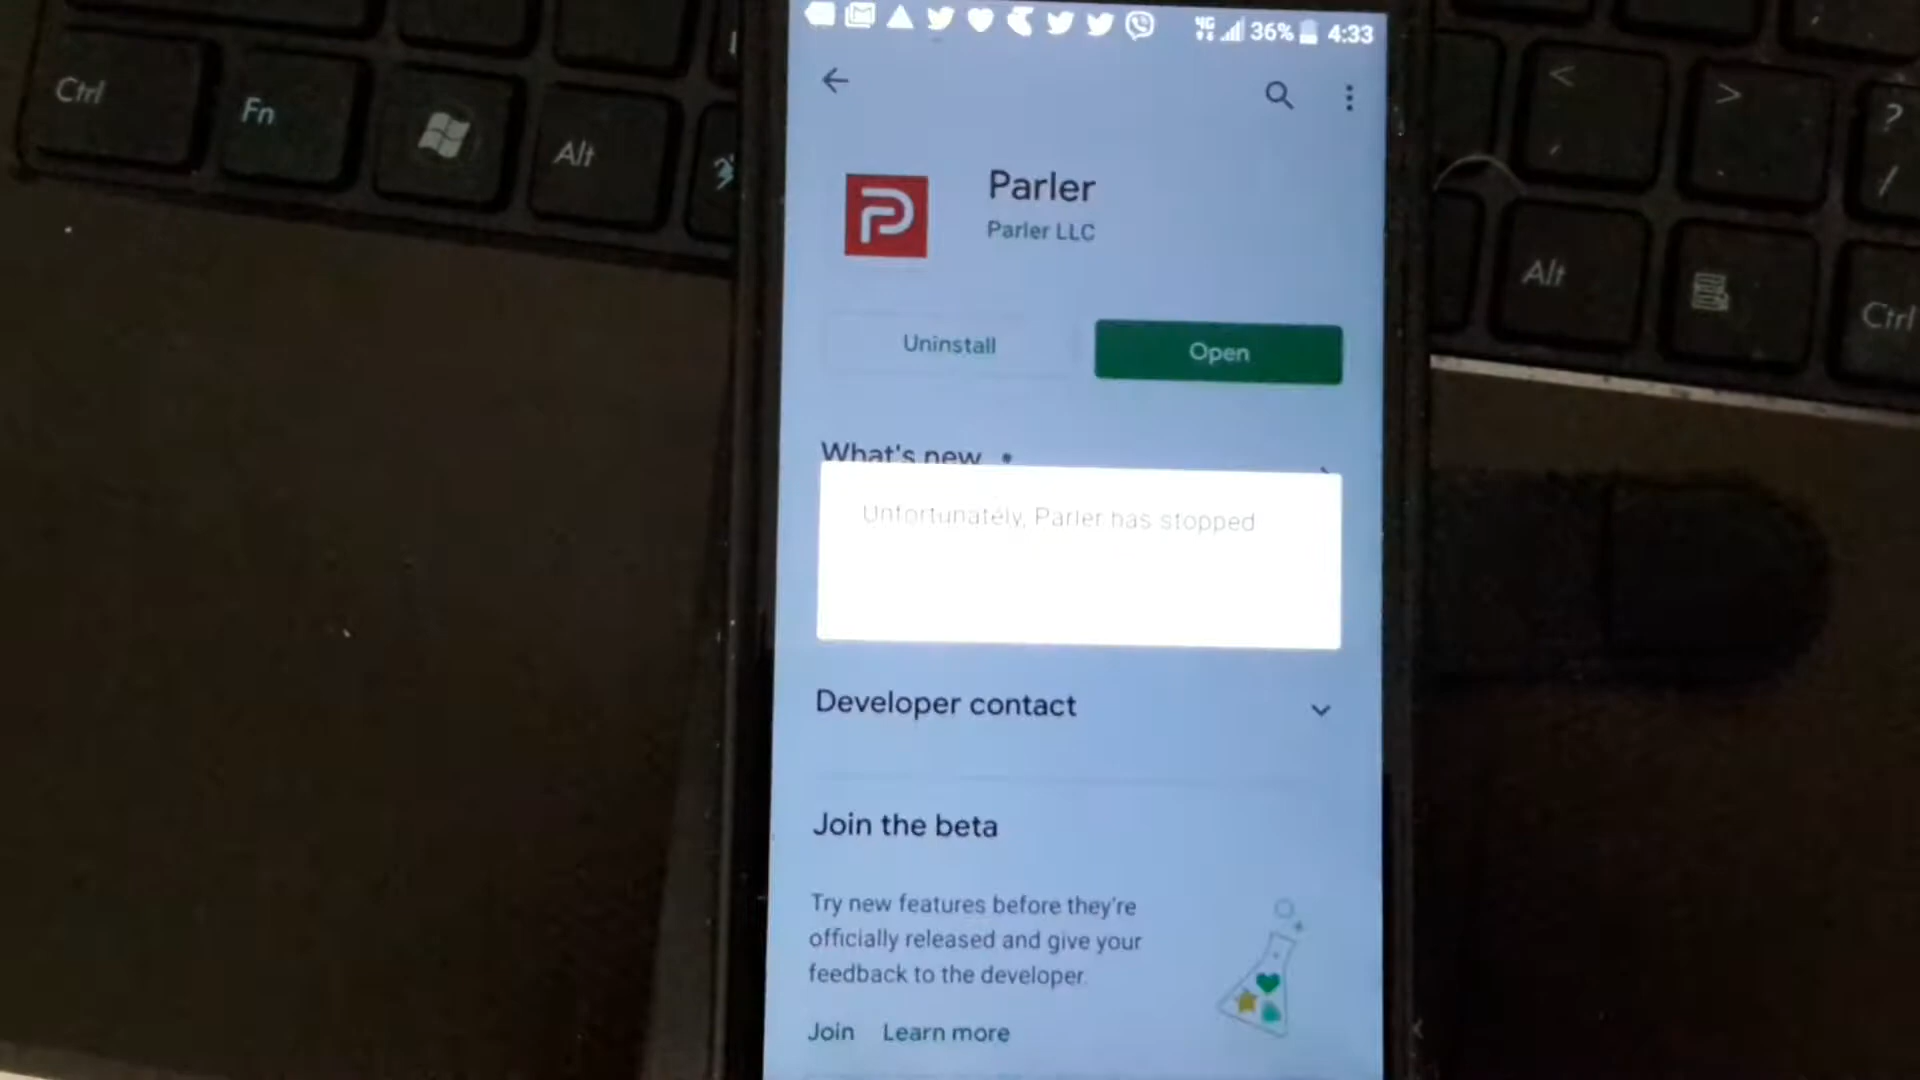 4G 36% 4:33
Ctrl
Fn
Alt
<
,
>
.
?
/
Alt
Ctrl
Parler
Parler LLC
Uninstall
Open
What's new
Unfortunately, Parler has stopped
Developer contact
Join the beta
Try new features before they're
officially released and give your
feedback to the developer.
Join Learn more